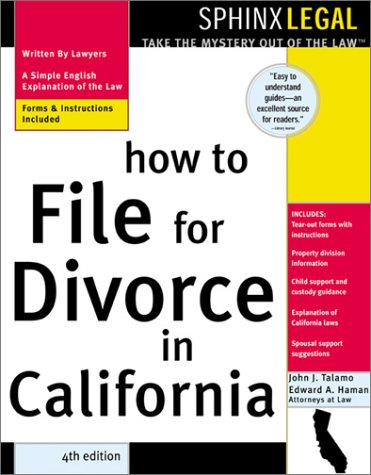 SPHINX LEGAL
TAKE THE MYSTERY OUT OF THE LAW™
Written By Lawyers
A Simple English
Explanation of the Law
Forms & Instructions
Included
"Easy to
understand
guides—an
excellent source
for readers."
—Library Journal
how to
File for
Divorce
in
California
INCLUDES:
Tear-out forms with
instructions
Property division
information
Child support and
custody guidance
Explanation of
California laws
Spousal support
suggestions
John J. Talamo
Edward A. Haman
Attorneys at Law
4th edition